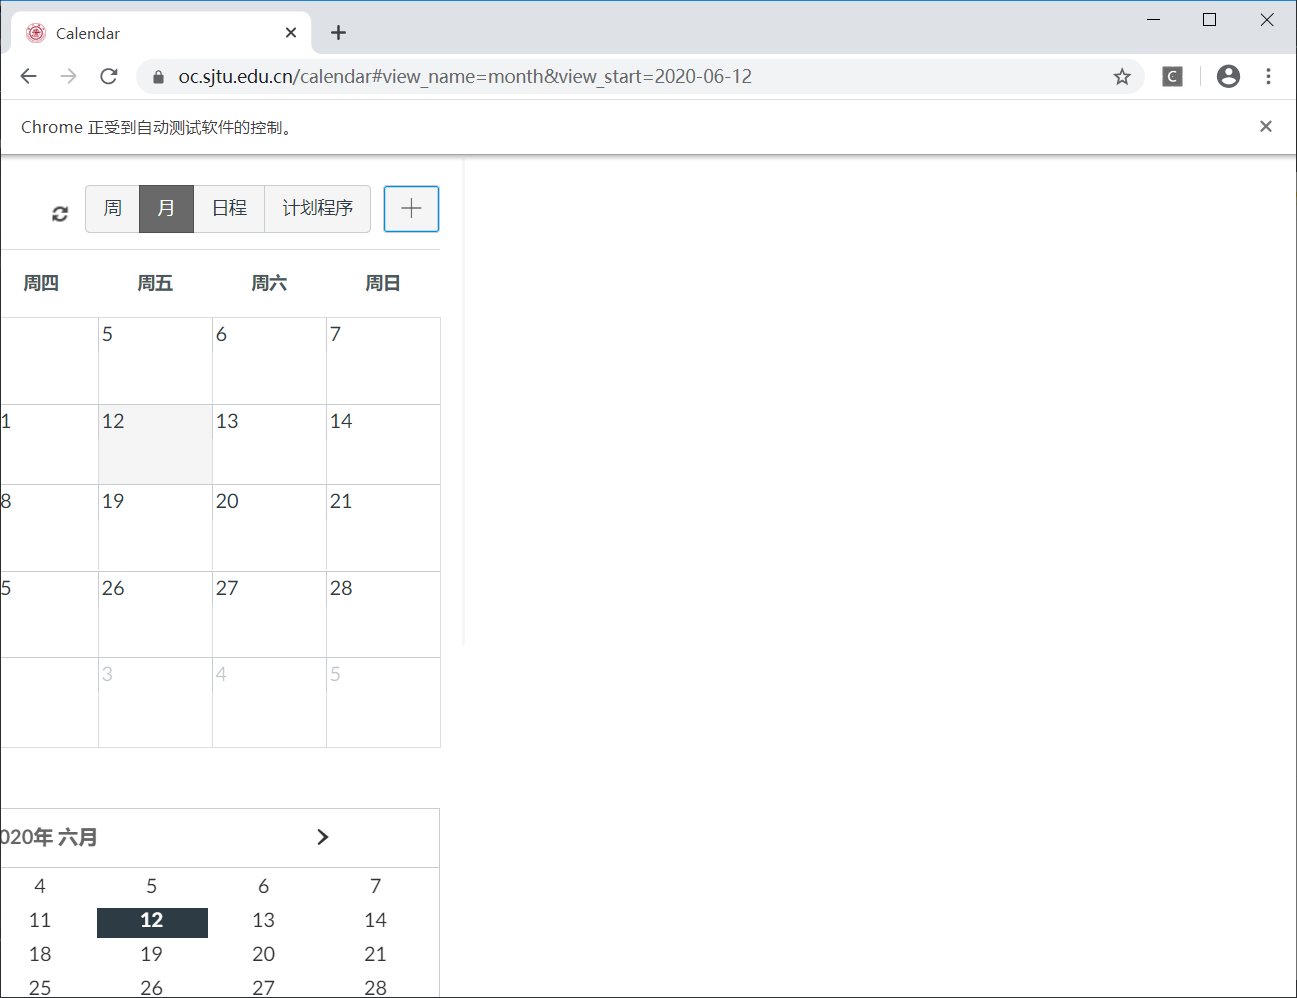 Calendar
oc.sjtu.edu.cn/calendar#view_name=month&view_start=2020-06-12
C
Chrome 正受到自动测试软件的控制。
周 月 日程 计划程序
周四 周五 周六 周日
5 6 7
1 12 13 14
8 19 20 21
5 26 27 28
3 4 5
020年 六月
4 5 6 7
11 12 13 14
18 19 20 21
25 26 27 28